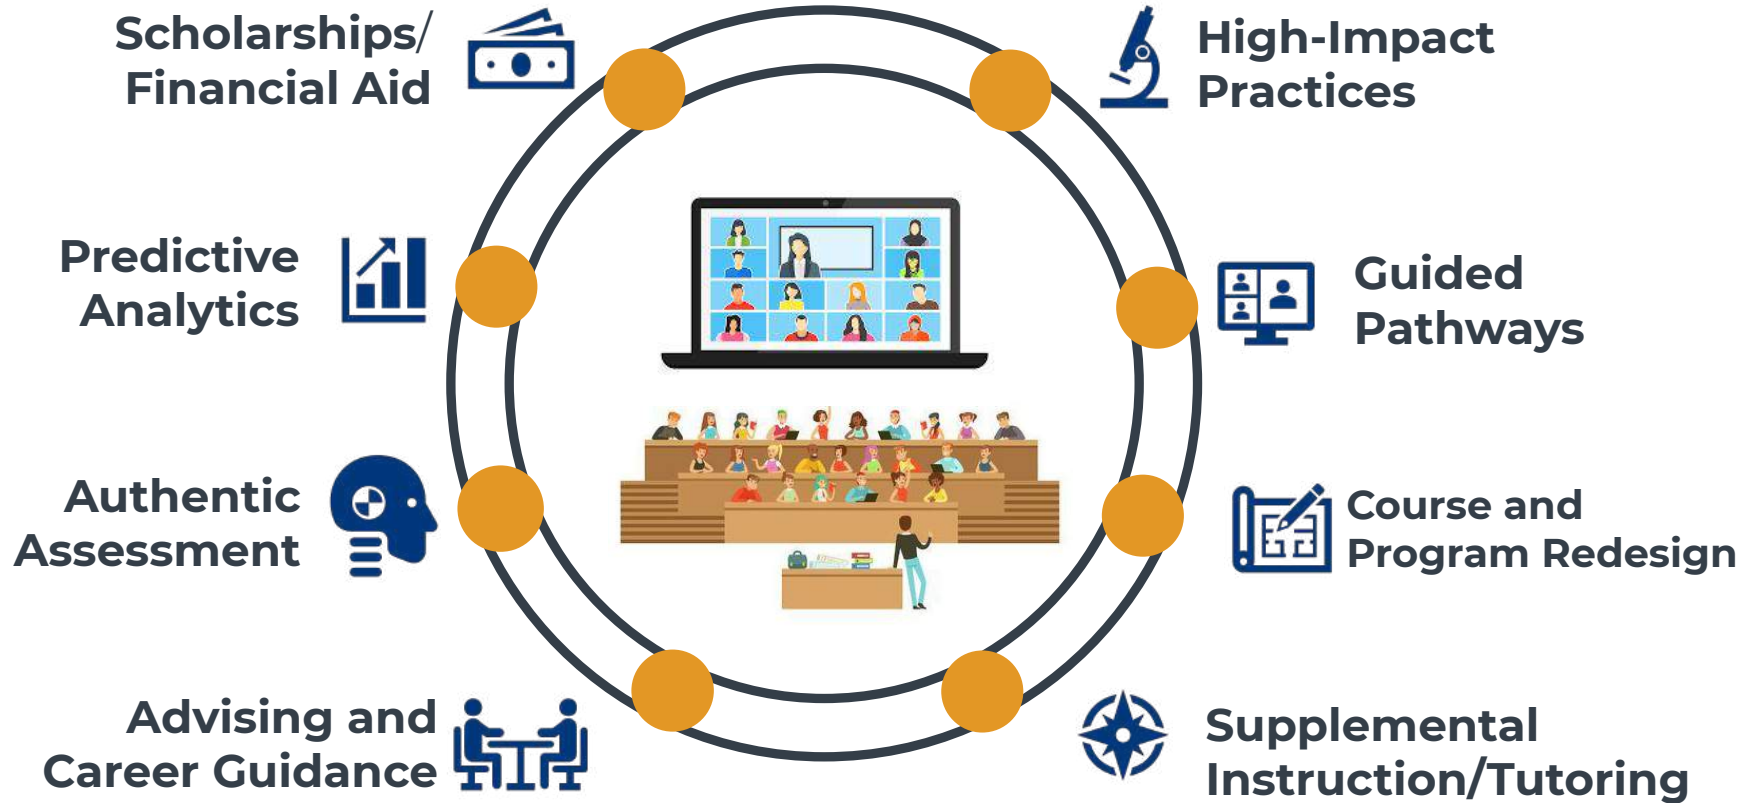 Scholarships/
Financial Aid
High-Impact
Practices
Predictive
Analytics
Guided
Pathways
Authentic
Assessment
Course and
Program Redesign
Advising and
Career Guidance
Supplemental
Instruction/Tutoring